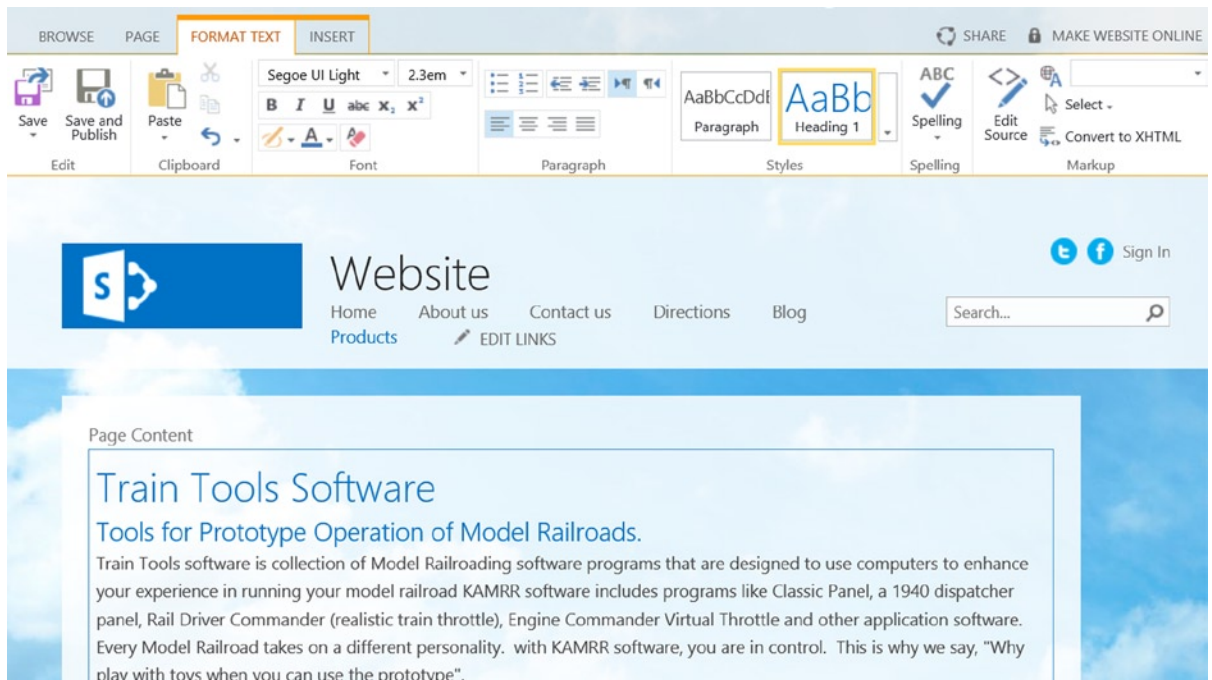 BROWSE PAGE FORMAT TEXT INSERT SHARE MAKE WEBSITE ONLINE
Segoe UI Light 2.3em ABC
AaBbCcDdE AaBb Select
B I U abc X₂ X²
Save Save and Publish Paste A Paragraph Heading 1 Spelling Edit Source Convert to XHTML
Edit Clipboard Font Paragraph Styles Spelling Markup
S Website Sign In
Home About us Contact us Directions Blog Search...
Products EDIT LINKS
Page Content
Train Tools Software
Tools for Prototype Operation of Model Railroads.
Train Tools software is collection of Model Railroading software programs that are designed to use computers to enhance
your experience in running your model railroad KAMRR software includes programs like Classic Panel, a 1940 dispatcher
panel, Rail Driver Commander (realistic train throttle), Engine Commander Virtual Throttle and other application software.
Every Model Railroad takes on a different personality.  with KAMRR software, you are in control.  This is why we say, "Why
play with toys when you can use the prototype".